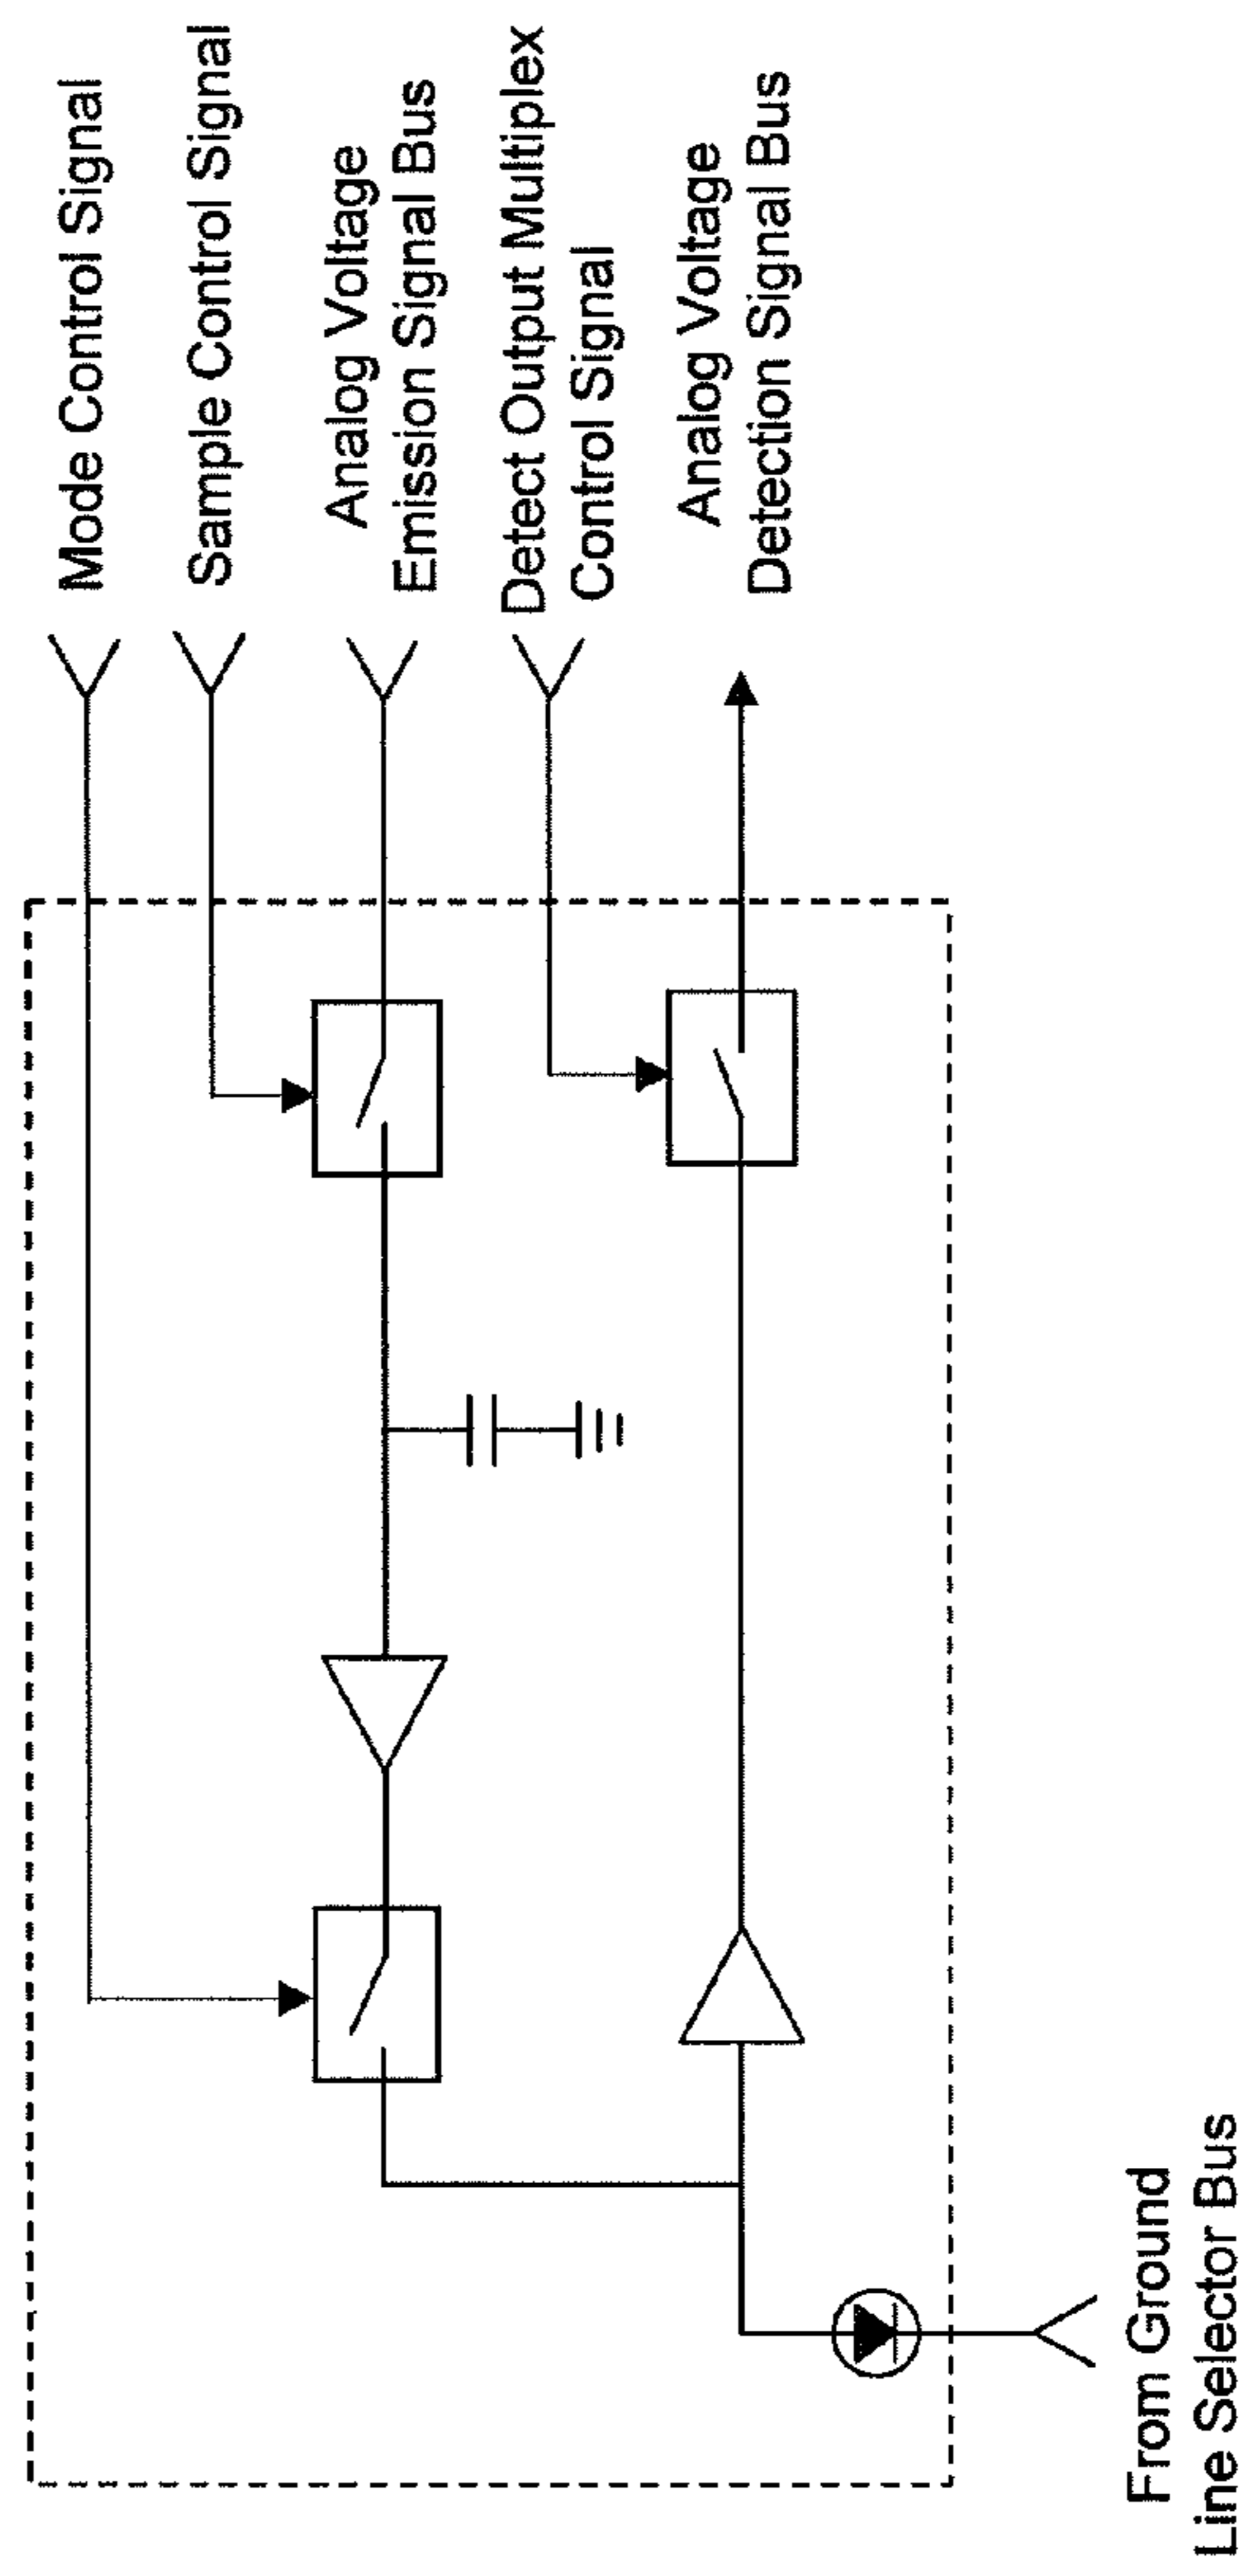 Mode Control Signal
Sample Control Signal
Analog Voltage
Emission Signal Bus
Detect Output Multiplex
Control Signal
Analog Voltage
Detection Signal Bus
From Ground
Line Selector Bus